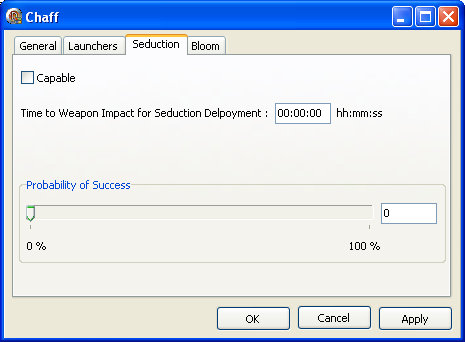 Chaff
General Launchers Seduction Bloom
Capable
Time to Weapon Impact for Seduction Delpoyment : 00:00:00 hh:mm:ss
Probability of Success
0
0 % 100 %
OK Cancel Apply